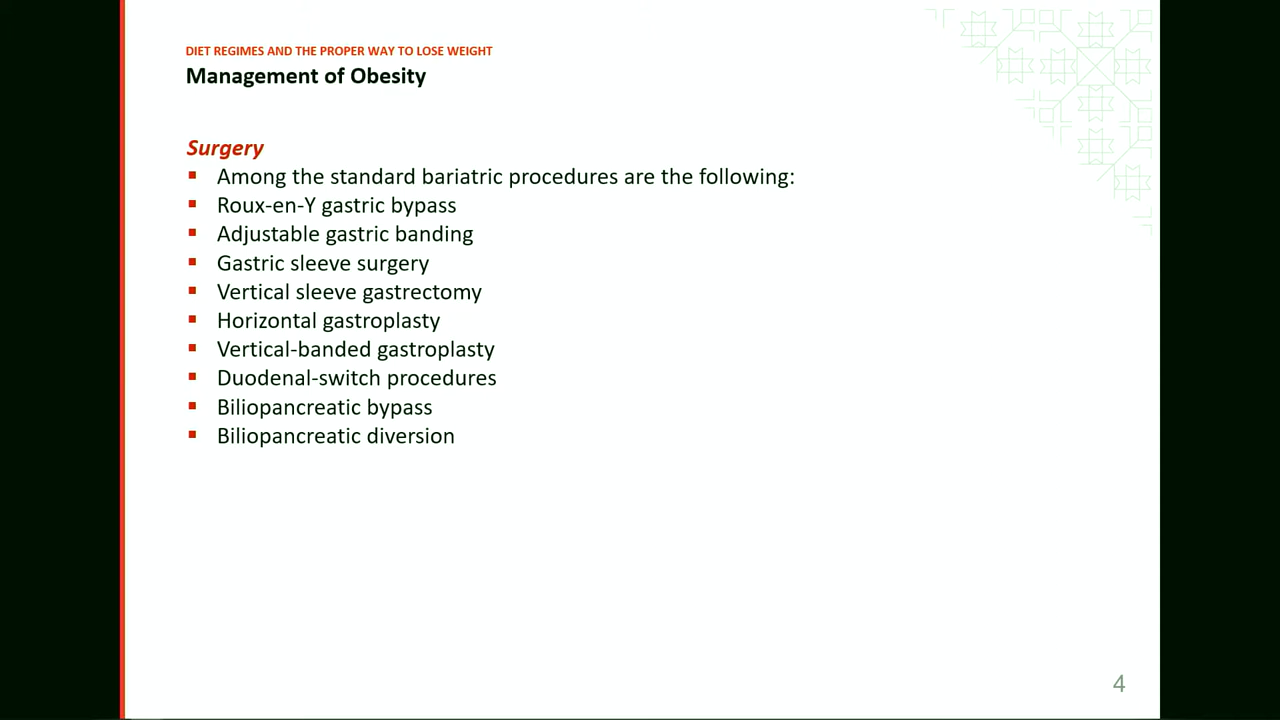 DIET REGIMES AND THE PROPER WAY TO LOSE WEIGHT
Management of Obesity
Surgery
▪ Among the standard bariatric procedures are the following:
▪ Roux-en-Y gastric bypass
▪ Adjustable gastric banding
▪ Gastric sleeve surgery
▪ Vertical sleeve gastrectomy
▪ Horizontal gastroplasty
▪ Vertical-banded gastroplasty
▪ Duodenal-switch procedures
▪ Biliopancreatic bypass
▪ Biliopancreatic diversion
4